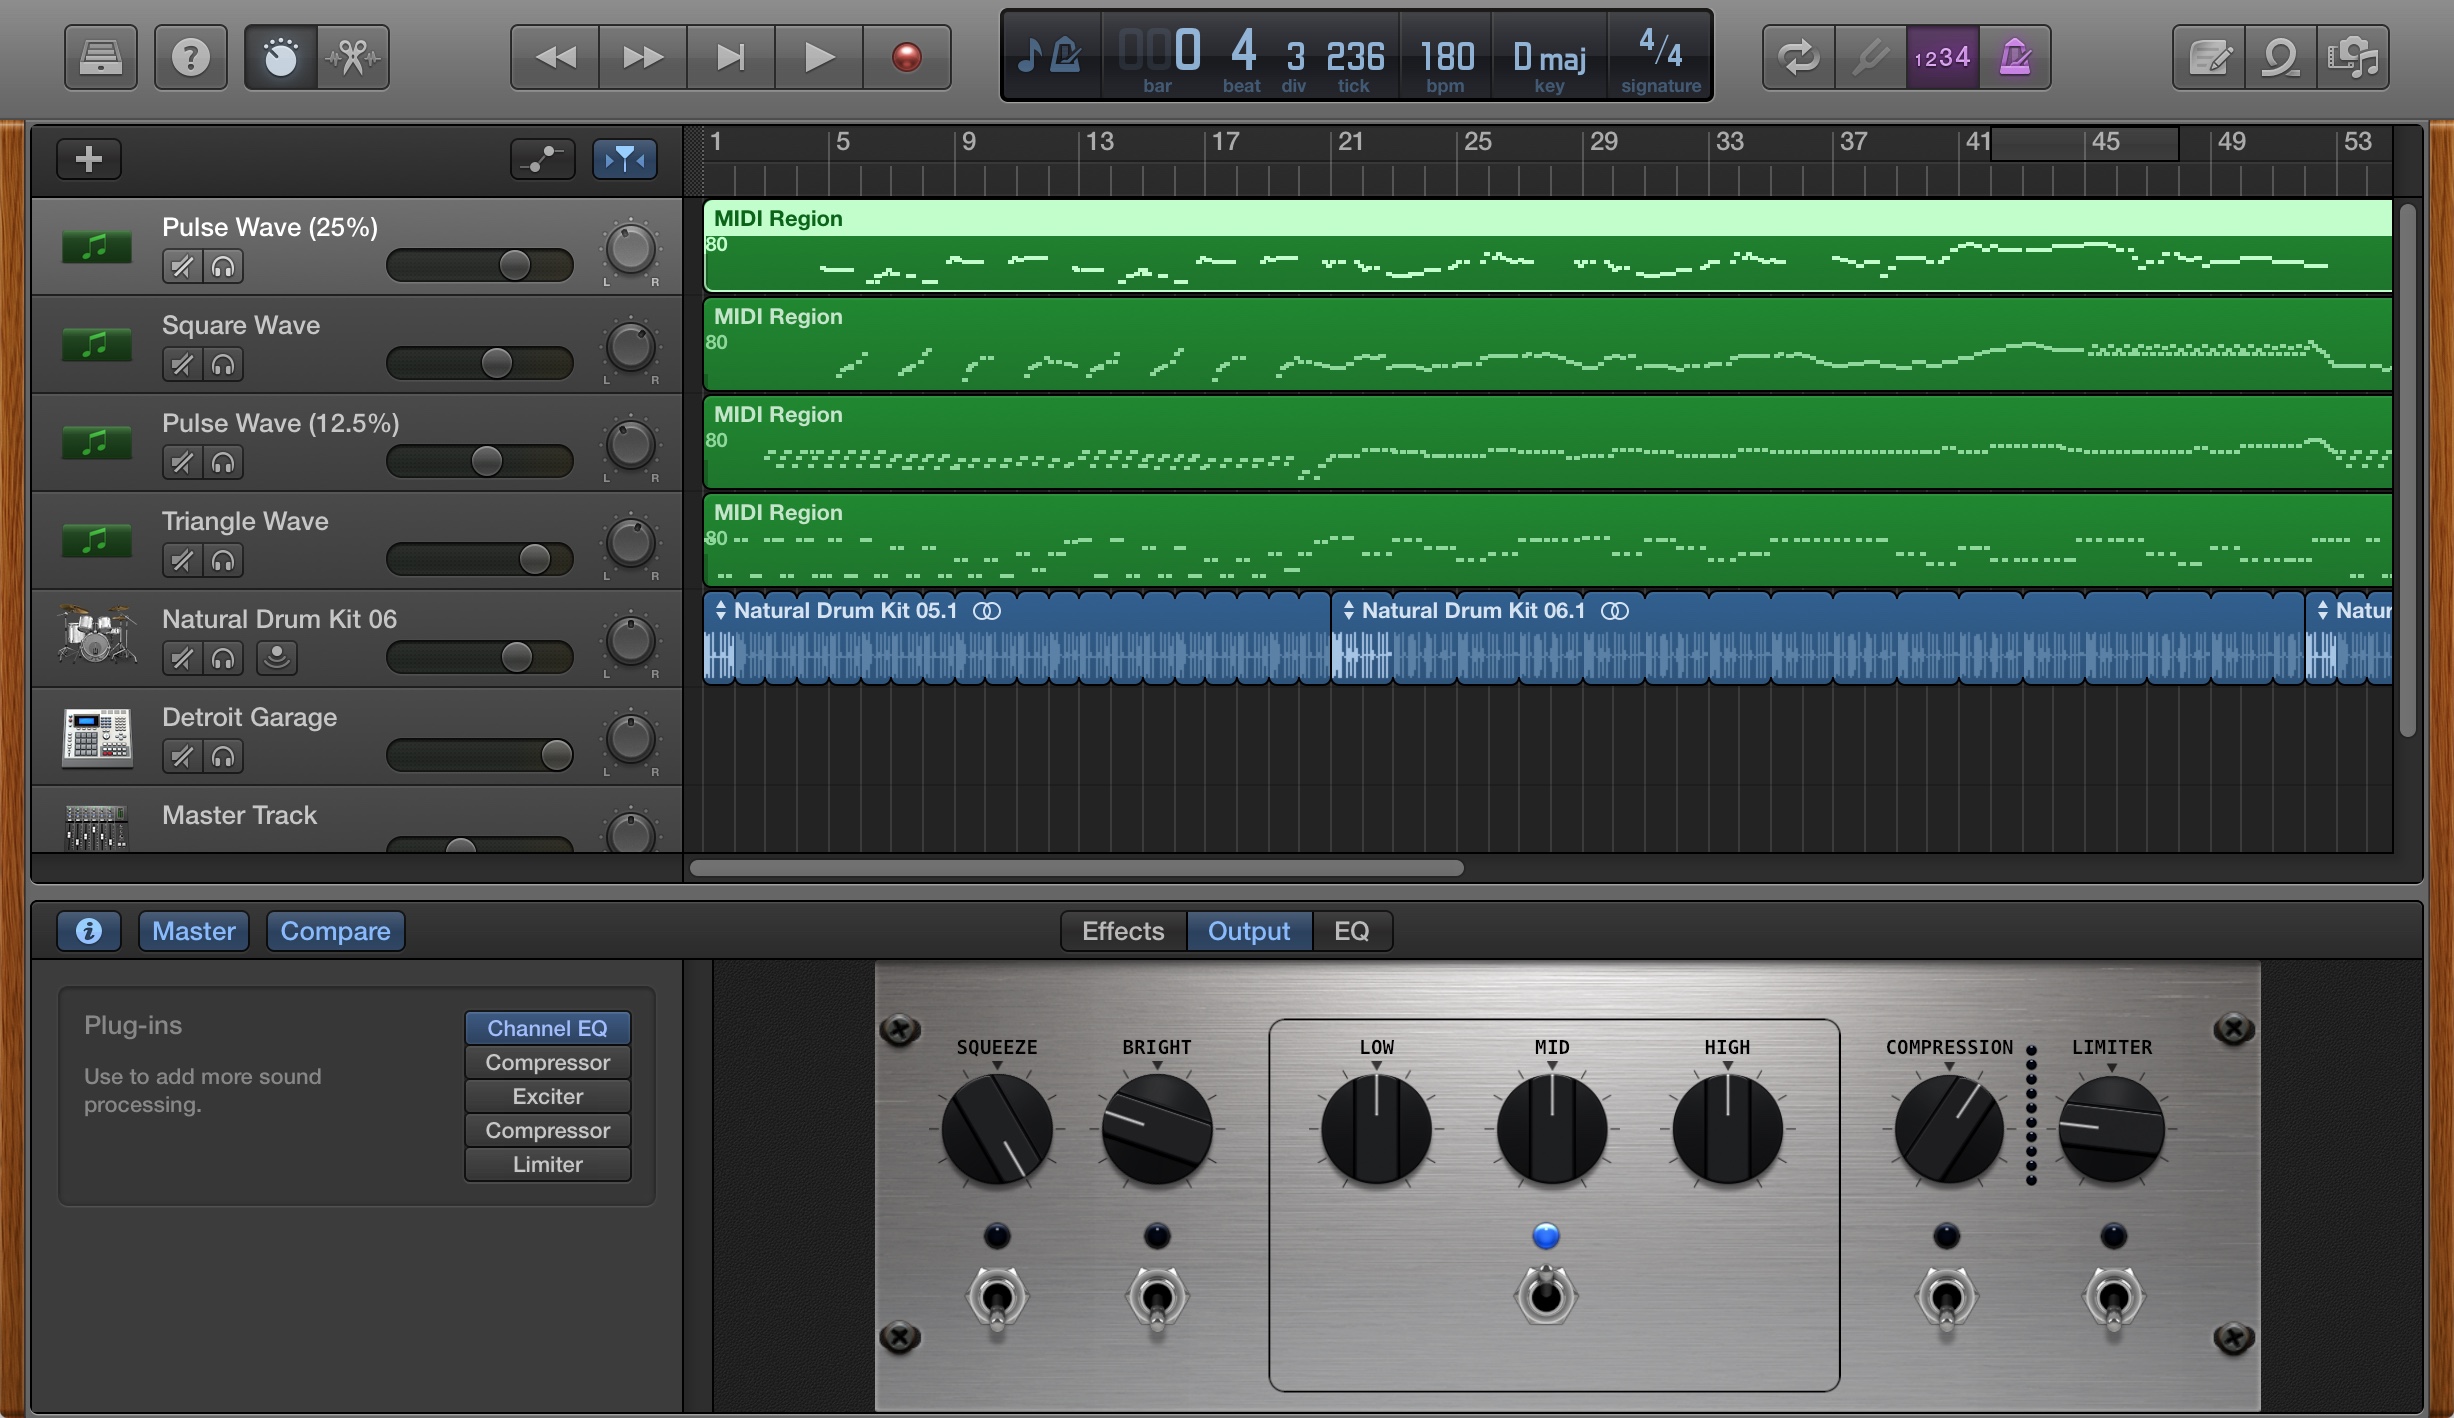 ?
000 4 3 236 180 D maj 4/4
bar beat div tick bpm key signature
1234
1 5 9 13 17 21 25 29 33 37 41 45 49 53
Pulse Wave (25%)
L R
MIDI Region
80
Square Wave
L R
MIDI Region
80
Pulse Wave (12.5%)
L R
MIDI Region
80
Triangle Wave
L R
MIDI Region
80
Natural Drum Kit 06
L R
Natural Drum Kit 05.1 Natural Drum Kit 06.1 Natur
Detroit Garage
L R
Master Track
i Master Compare Effects Output EQ
Plug-ins
Use to add more sound
processing.
Channel EQ
Compressor
Exciter
Compressor
Limiter
SQUEEZE BRIGHT LOW MID HIGH COMPRESSION LIMITER